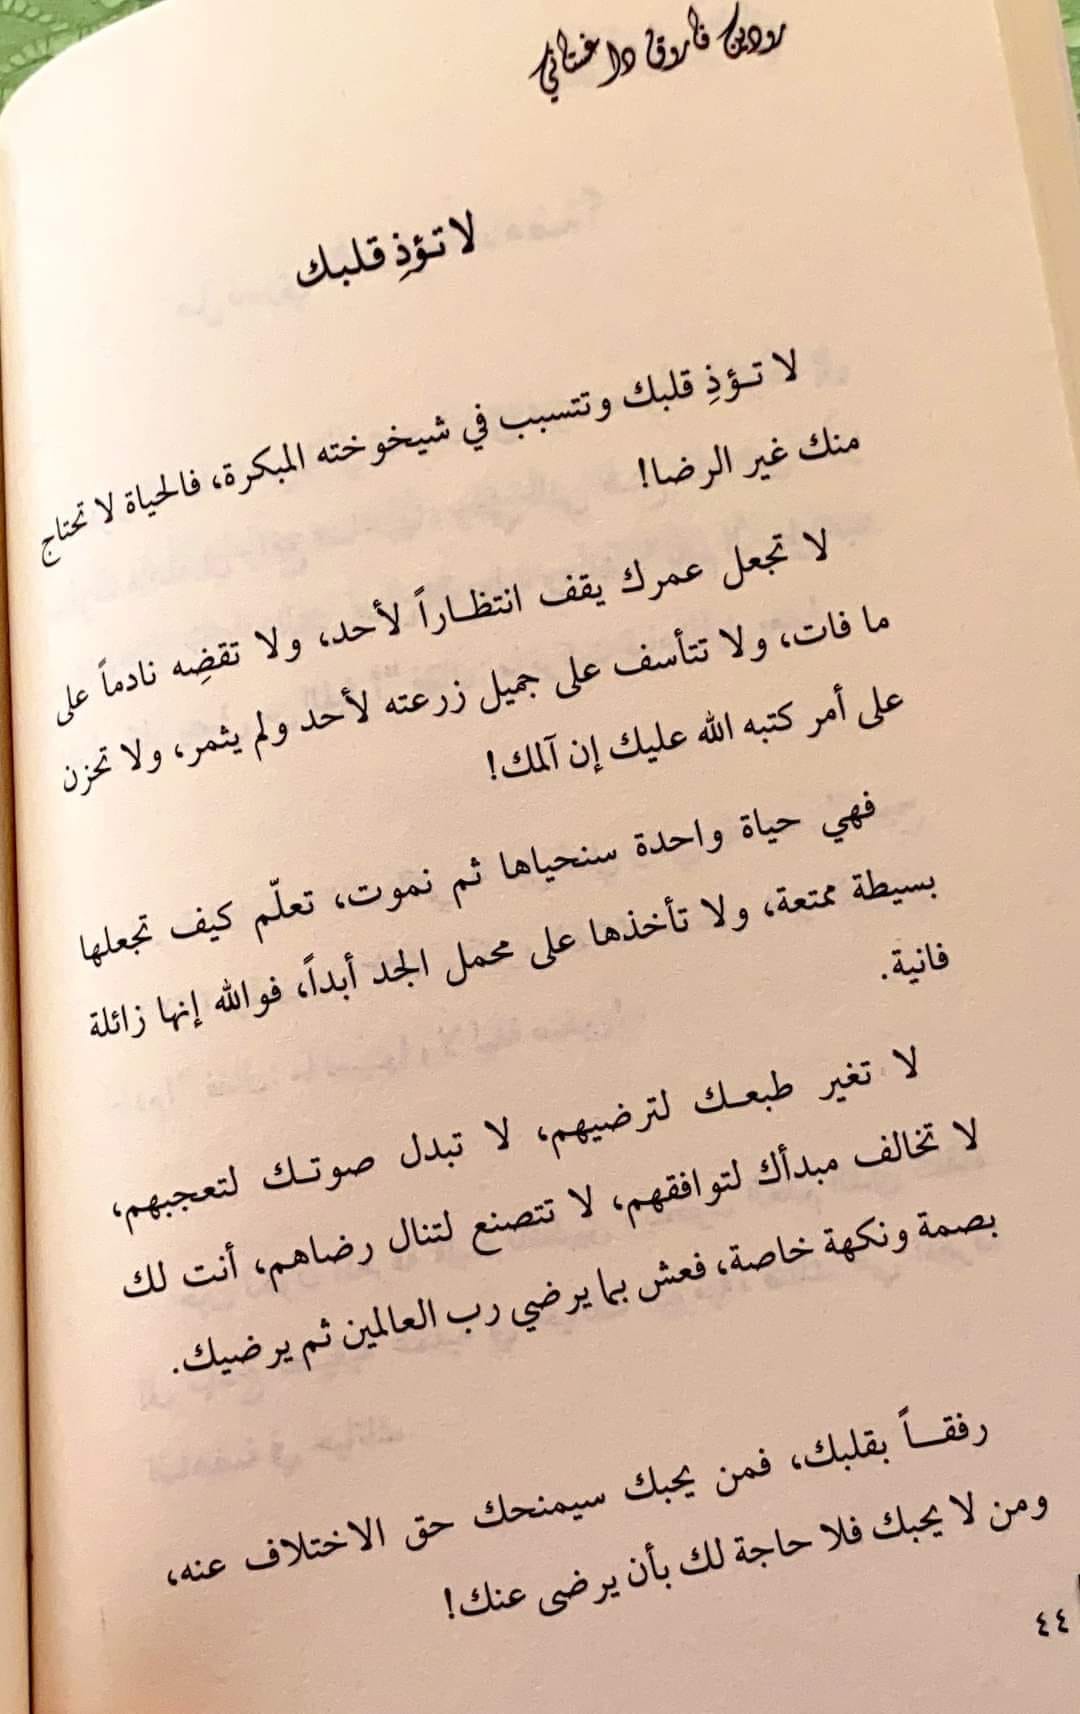 رودين فاروق داغستاني
لا تؤذِ قلبك
لا تـؤذِ قلبك وتتسبب في شيخوخته المبكرة، فالحياة لا تحتاج
منك غير الرضا!
لا تجعل عمرك يقف انتظـاراً لأحد، ولا تقضِه نادماً على
ما فات، ولا تتأسف على جميل زرعته لأحد ولم يثمر، ولا تحزن
على أمر كتبه الله عليك إن آلمك!
فهي حياة واحدة سنحياها ثم نموت، تعلّم كيف تجعلها
بسيطة ممتعة، ولا تأخذها على محمل الجد أبداً، فوالله إنها زائلة
فانية.
لا تغير طبعـك لترضيهم، لا تبدل صوتـك لتعجبهم،
لا تخالف مبدأك لتوافقهم، لا تتصنع لتنال رضاهم، أنت لك
بصمة ونكهة خاصة، فعش بما يرضي رب العالمين ثم يرضيك.
رفقـــاً بقلبك، فمن يحبك سيمنحك حق الاختلاف عنه،
ومن لا يحبك فلا حاجة لك بأن يرضى عنك!
٤٤